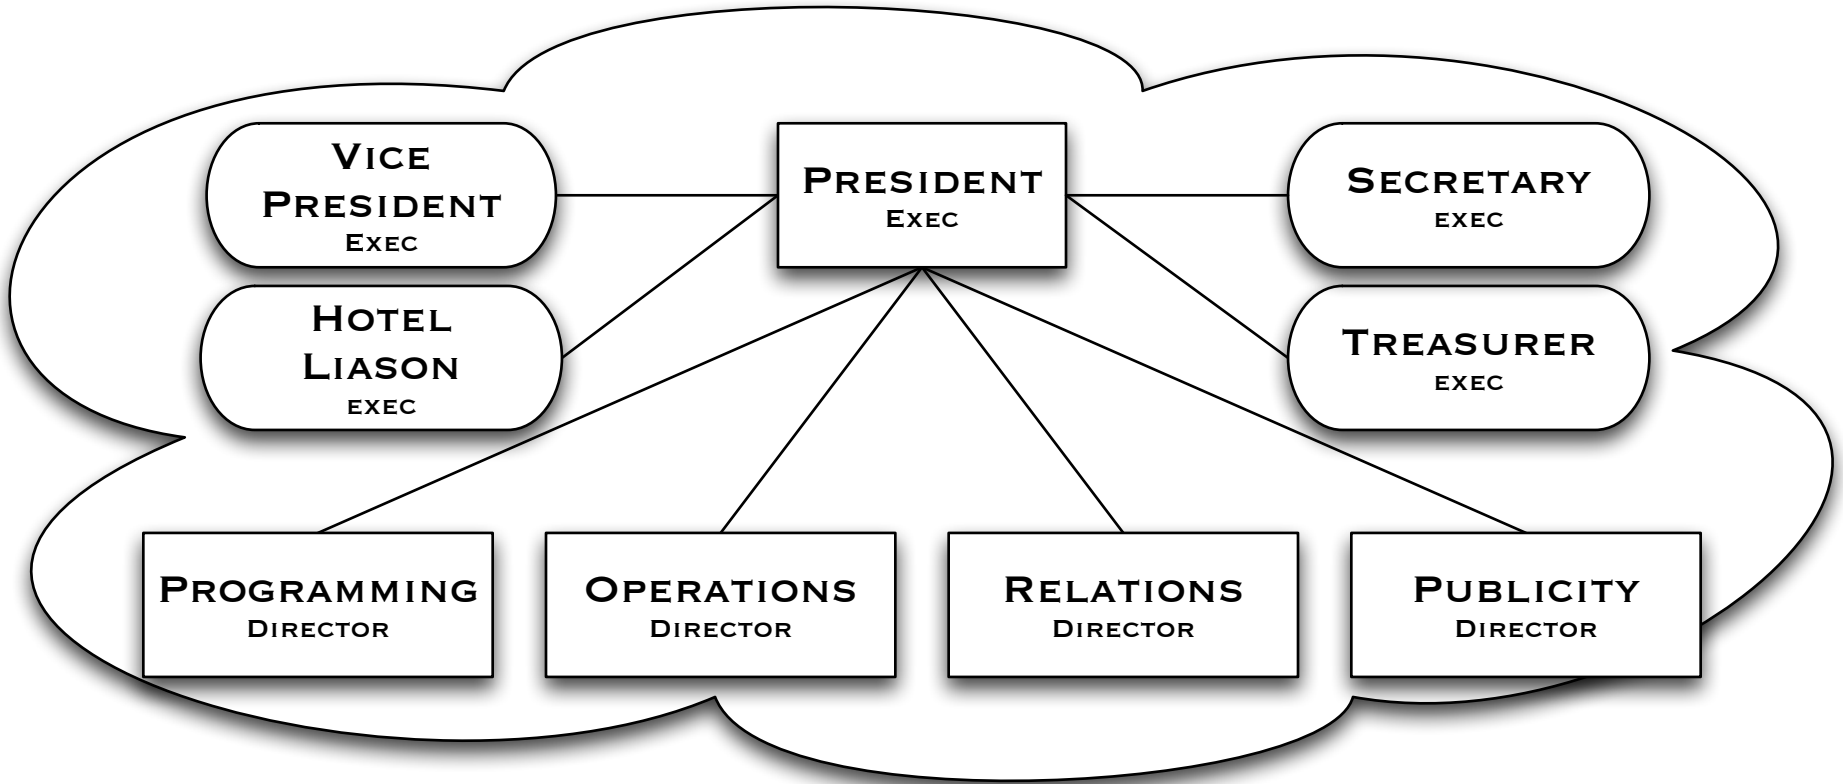 Vice
President
Exec
President
Exec
Secretary
exec
Hotel
Liason
exec
Treasurer
exec
Programming
Director
Operations
Director
Relations
Director
Publicity
Director